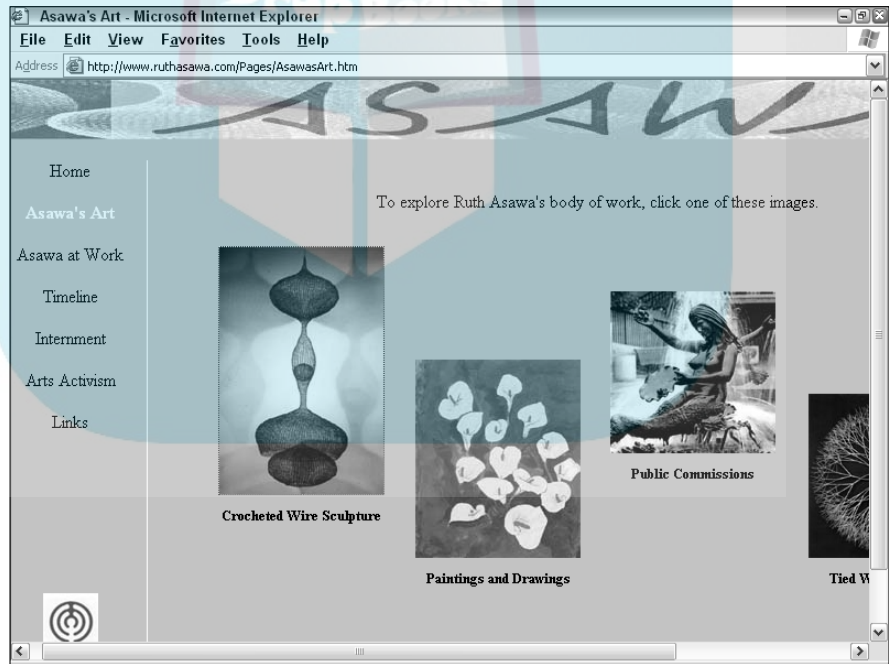 Asawa's Art - Microsoft Internet Explorer
File Edit View Favorites Tools Help
Address http://www.ruthasawa.com/Pages/AsawasArt.htm
ASAW
Home
Asawa's Art
Asawa at Work
Timeline
Internment
Arts Activism
Links
To explore Ruth Asawa's body of work, click one of these images.
Crocheted Wire Sculpture
Paintings and Drawings
Public Commissions
Tied